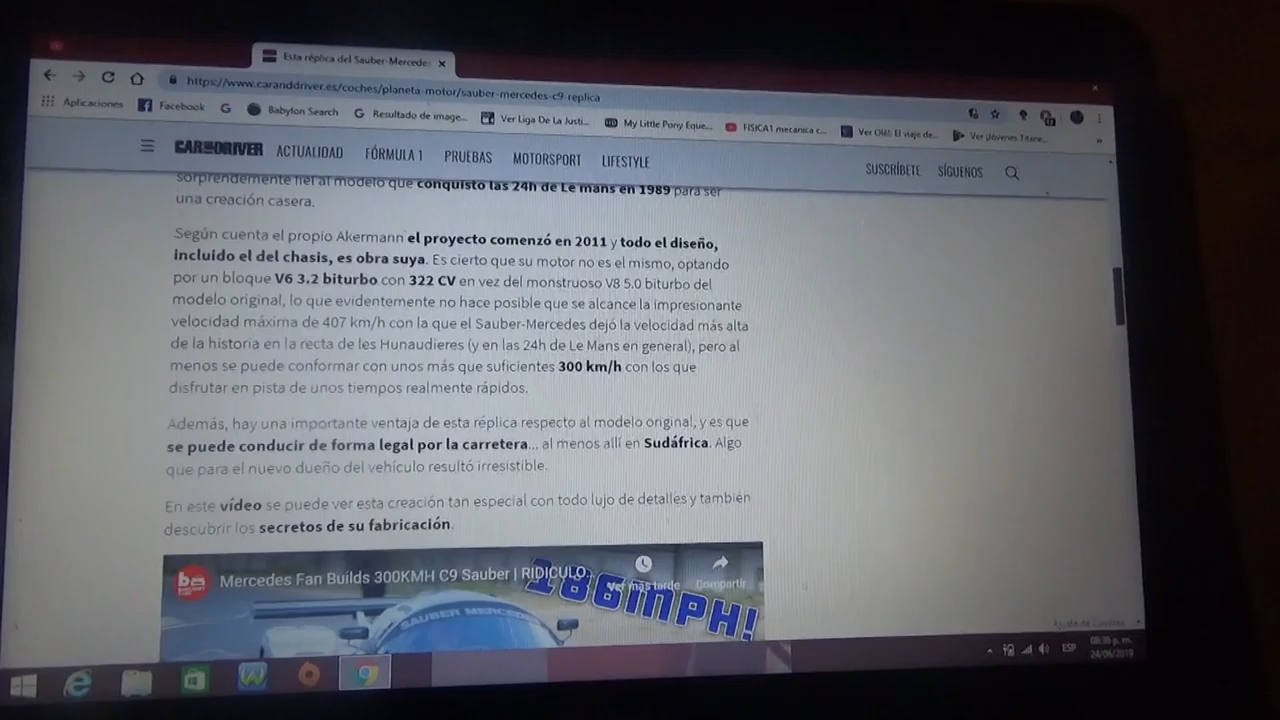 Esta réplica del Sauber-Mercede
https://www.caranddriver.es/coches/planeta-motor/sauber-mercedes-c9-replica
Aplicaciones Facebook Babylon Search Resultado de image... Ver Liga De La Justi... My Little Pony Eque... FISICA1 mecanica c... Ver ¡Jóvenes Titane... »
CAR AND DRIVER ACTUALIDAD FÓRMULA 1 PRUEBAS MOTORSPORT LIFESTYLE SUSCRÍBETE SÍGUENOS
sorprendemente fiel al modelo que conquistó las 24h de Le mans en 1989 para ser
una creación casera.
Según cuenta el propio Akermann el proyecto comenzó en 2011 y todo el diseño,
incluido el del chasis, es obra suya. Es cierto que su motor no es el mismo, optando
por un bloque V6 3.2 biturbo con 322 CV en vez del monstruoso V8 5.0 biturbo del
modelo original, lo que evidentemente no hace posible que se alcance la impresionante
velocidad máxima de 407 km/h con la que el Sauber-Mercedes dejó la velocidad más alta
de la historia en la recta de les Hunaudieres (y en las 24h de Le Mans en general), pero al
menos se puede conformar con unos más que suficientes 300 km/h con los que
disfrutar en pista de unos tiempos realmente rápidos.
Además, hay una importante ventaja de esta réplica respecto al modelo original, y es que
se puede conducir de forma legal por la carretera... al menos allí en Sudáfrica. Algo
que para el nuevo dueño del vehículo resultó irresistible.
En este vídeo se puede ver esta creación tan especial con todo lujo de detalles y también
descubrir los secretos de su fabricación.
Mercedes Fan Builds 300KMH C9 Sauber | RIDICULO...
Ver más tarde Compartir
186MPH!
SAUBER MERCEDES
ESP
08:36 p. m.
24/06/2019